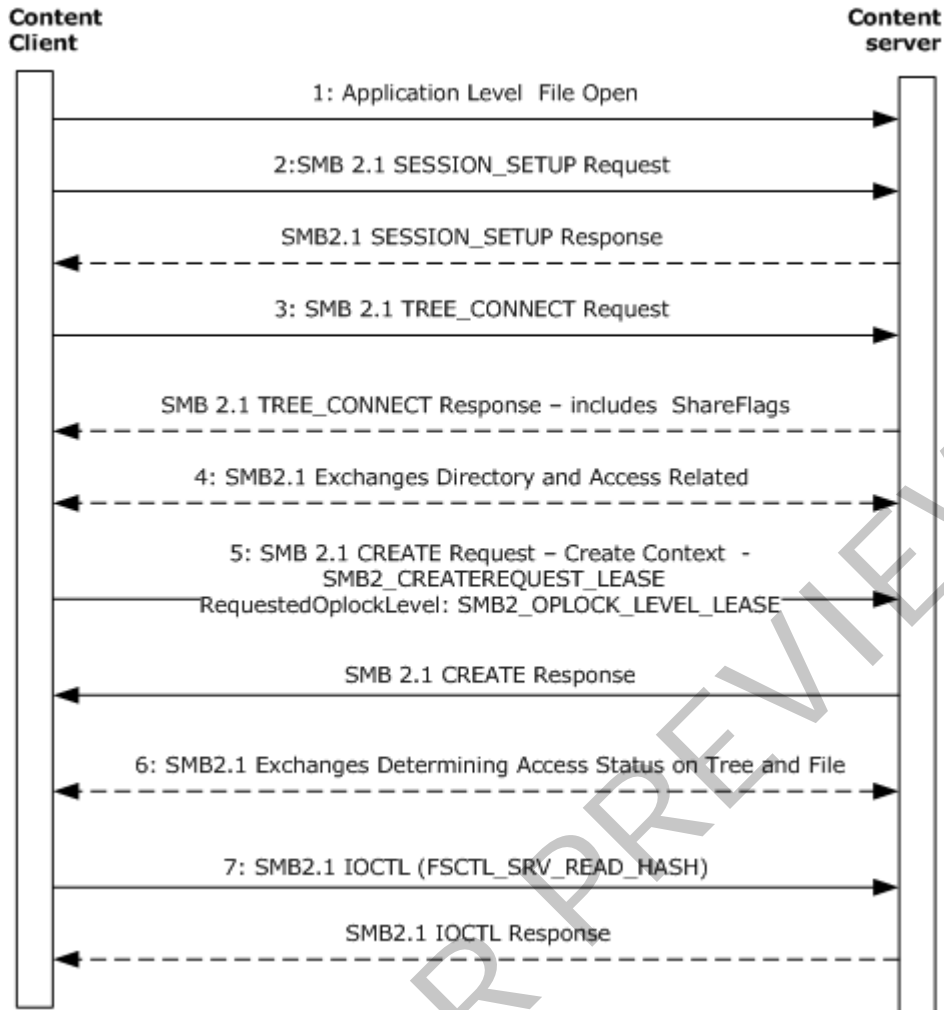 Content
Client
Content
server
1: Application Level File Open
2:SMB 2.1 SESSION_SETUP Request
SMB2.1 SESSION_SETUP Response
3: SMB 2.1 TREE_CONNECT Request
SMB 2.1 TREE_CONNECT Response – includes ShareFlags
4: SMB2.1 Exchanges Directory and Access Related
5: SMB 2.1 CREATE Request – Create Context -
SMB2_CREATEREQUEST_LEASE
RequestedOplockLevel: SMB2_OPLOCK_LEVEL_LEASE
SMB 2.1 CREATE Response
6: SMB2.1 Exchanges Determining Access Status on Tree and File
7: SMB2.1 IOCTL (FSCTL_SRV_READ_HASH)
SMB2.1 IOCTL Response
R PREVIEW